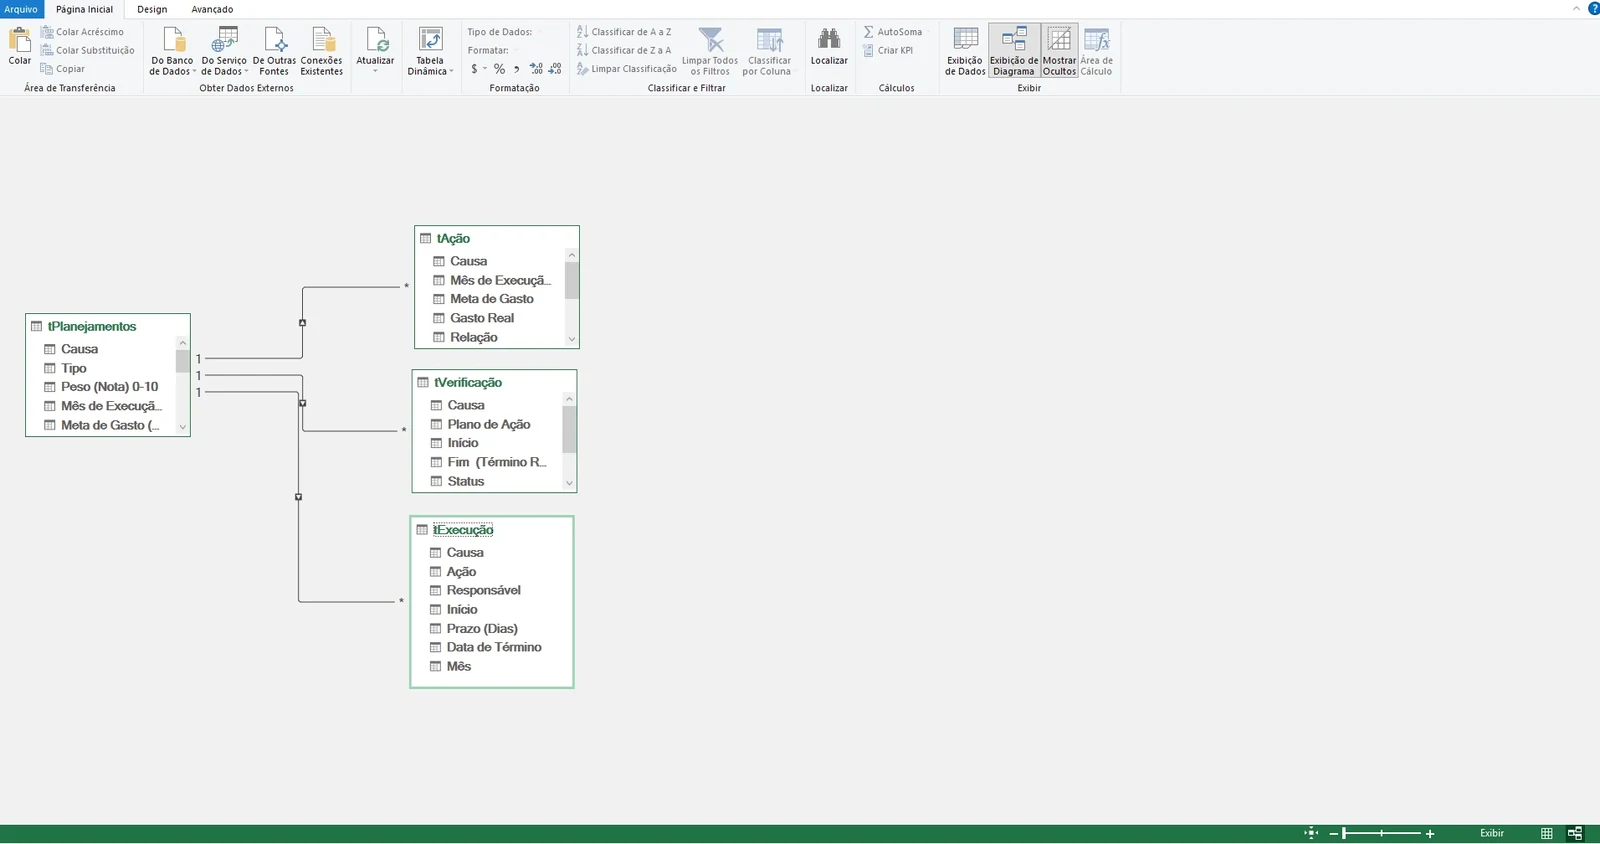 Arquivo Página Inicial Design Avançado
Colar
Colar Acréscimo
Colar Substituição
Copiar
Área de Transferência
Do Banco de Dados
Do Serviço de Dados
De Outras Fontes
Conexões Existentes
Obter Dados Externos
Atualizar
Tabela Dinâmica
Tipo de Dados:
Formatar:
$ % , ,00 ,00
Formatação
Classificar de A a Z
Classificar de Z a A
Limpar Classificação
Limpar Todos os Filtros
Classificar por Coluna
Classificar e Filtrar
Localizar
Localizar
AutoSoma
Criar KPI
Cálculos
Exibição de Dados
Exibição de Diagrama
Mostrar Ocultos
Área de Cálculo
Exibir
tPlanejamentos
Causa
Tipo
Peso (Nota) 0-10
Mês de Execuçã...
Meta de Gasto (...
1
1
1
tAção
Causa
Mês de Execuçã...
Meta de Gasto
Gasto Real
Relação
*
tVerificação
Causa
Plano de Ação
Início
Fim (Término R...
Status
*
tExecução
Causa
Ação
Responsável
Início
Prazo (Dias)
Data de Término
Mês
*
Exibir